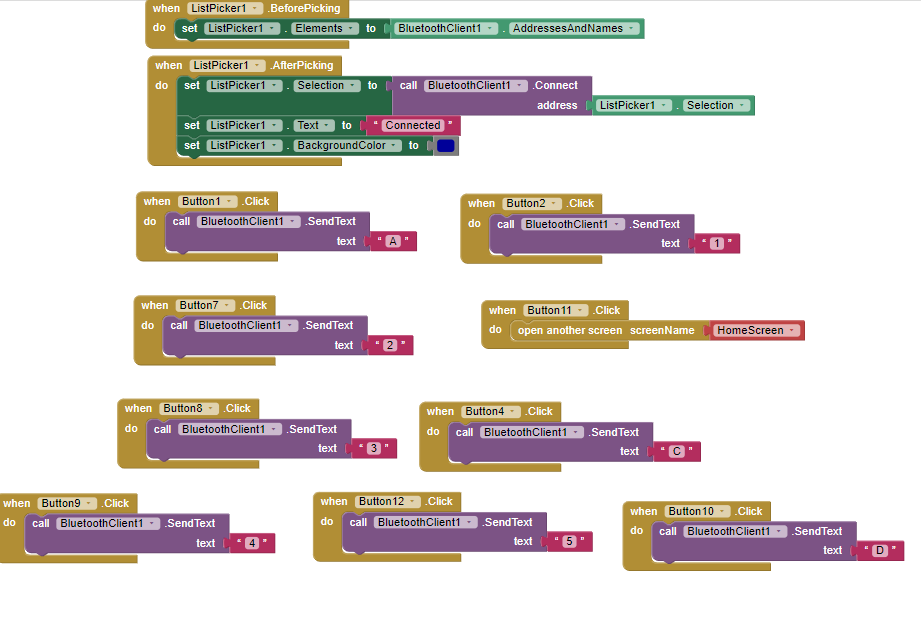 when ListPicker1 .BeforePicking
do set ListPicker1 . Elements to BluetoothClient1 . AddressesAndNames
when ListPicker1 .AfterPicking
do set ListPicker1 . Selection to call BluetoothClient1 .Connect
address ListPicker1 . Selection
set ListPicker1 . Text to " Connected "
set ListPicker1 . BackgroundColor to
when Button1 .Click
do call BluetoothClient1 .SendText
text " A "
when Button2 .Click
do call BluetoothClient1 .SendText
text " 1 "
when Button7 .Click
do call BluetoothClient1 .SendText
text " 2 "
when Button11 .Click
do open another screen screenName HomeScreen
when Button8 .Click
do call BluetoothClient1 .SendText
text " 3 "
when Button4 .Click
do call BluetoothClient1 .SendText
text " C "
when Button9 .Click
do call BluetoothClient1 .SendText
text " 4 "
when Button12 .Click
do call BluetoothClient1 .SendText
text " 5 "
when Button10 .Click
do call BluetoothClient1 .SendText
text " D "